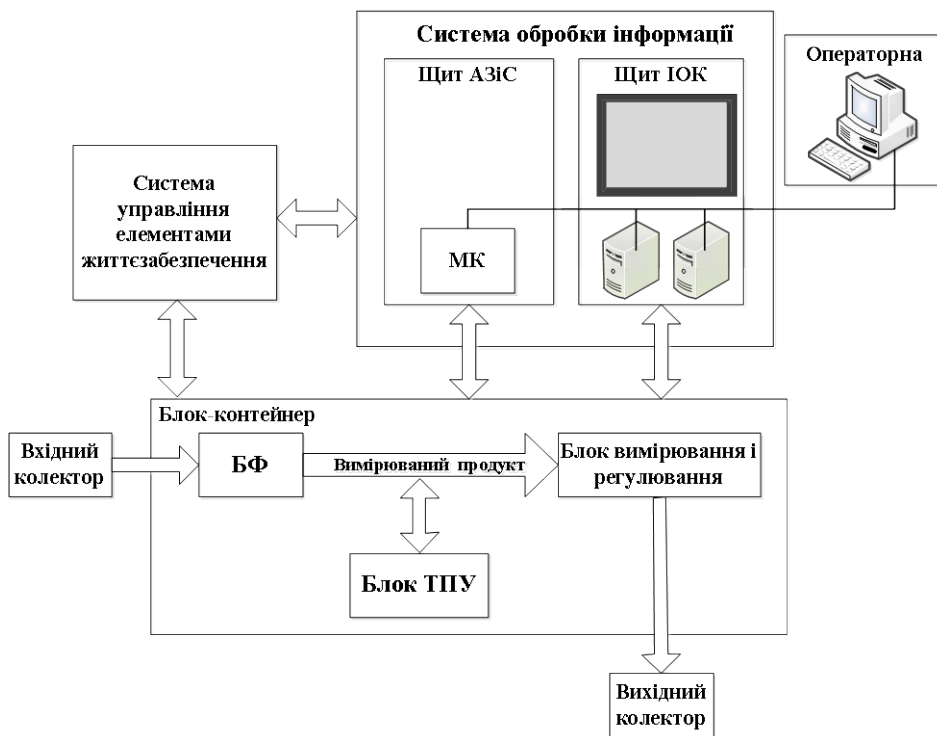 Система обробки інформації
Щит АЗіС
Щит ІОК
Операторна
Система
управління
елементами
життєзабезпечення
МК
Блок-контейнер
Вхідний
колектор
БФ
Вимірюваний продукт
Блок вимірювання і
регулювання
Блок ТПУ
Вихідний
колектор